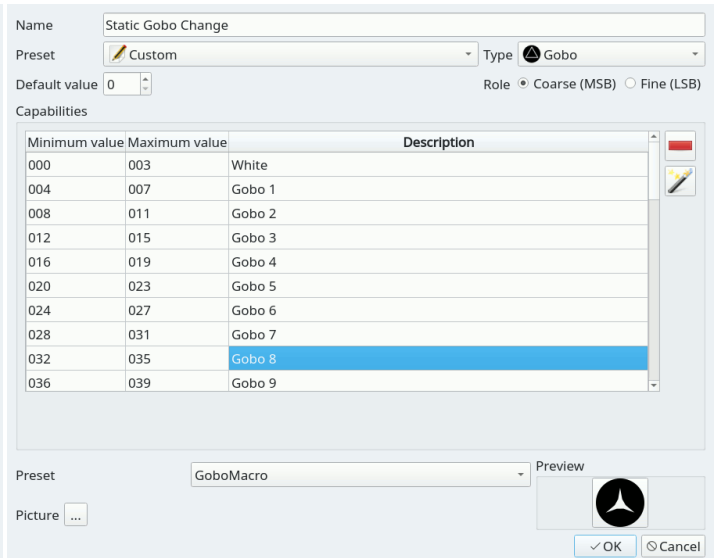 Name Static Gobo Change
Preset Custom Type Gobo
Default value 0 Role Coarse (MSB) Fine (LSB)
Capabilities
Minimum value Maximum value Description
000 003 White
004 007 Gobo 1
008 011 Gobo 2
012 015 Gobo 3
016 019 Gobo 4
020 023 Gobo 5
024 027 Gobo 6
028 031 Gobo 7
032 035 Gobo 8
036 039 Gobo 9
Preset GoboMacro Preview
Picture ...
OK Cancel